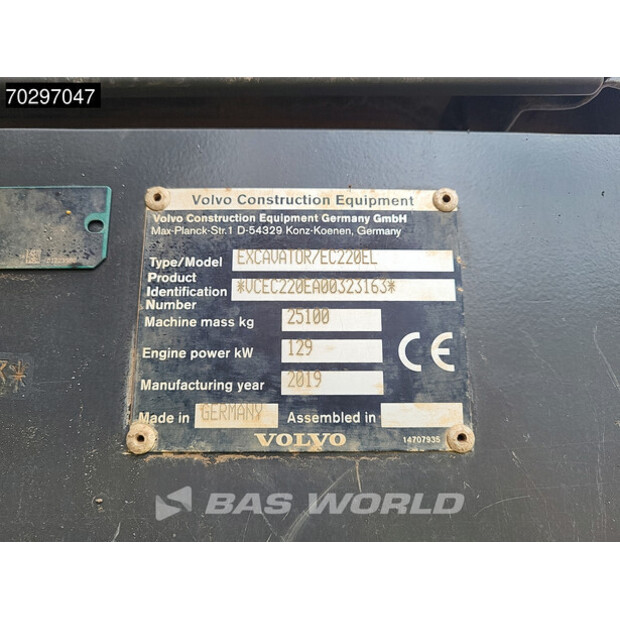 70297047
Volvo Construction Equipment
Volvo Construction Equipment Germany GmbH
Max-Planck-Str.1 D-54329 Konz-Koenen, Germany
Type/Model EXCAVATOR/EC220EL
Product
Identification *VCEC220EA00323163*
Number
Machine mass kg 25100
Engine power kW 129
CE
Manufacturing year 2019
Made in GERMANY Assembled in
VOLVO 14707935
BAS WORLD